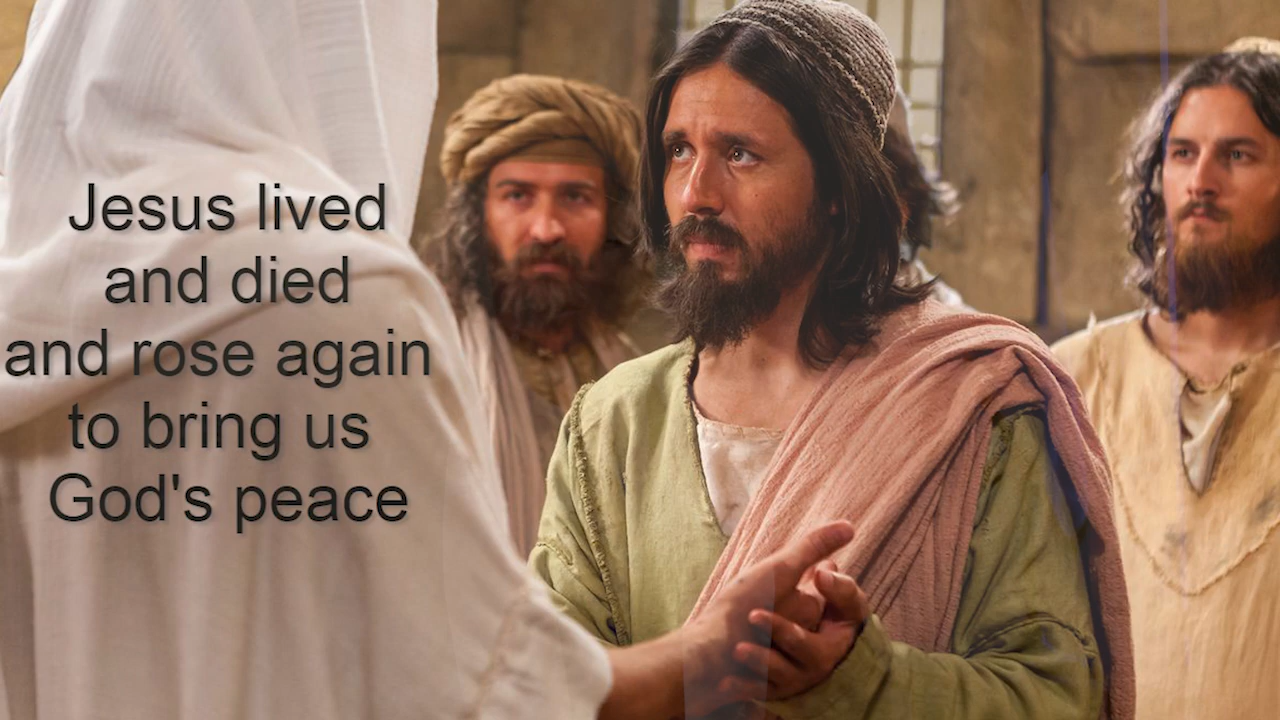 Jesus lived
and died
and rose again
to bring us
God's peace